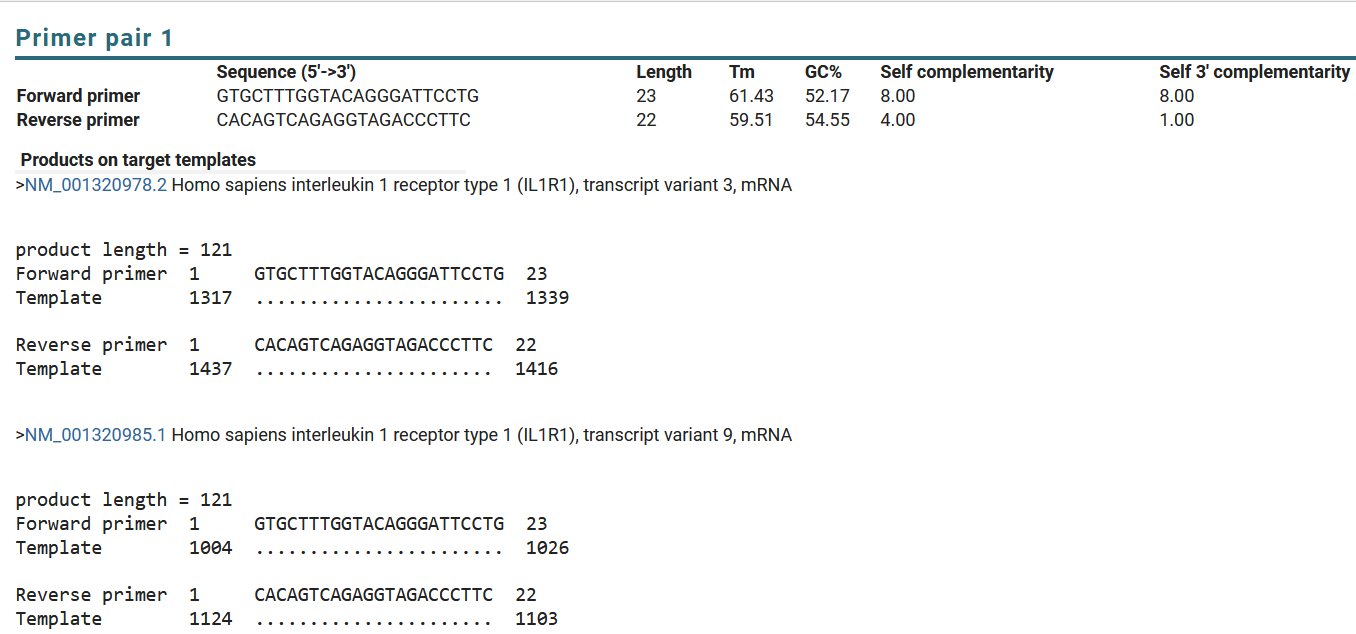 Primer pair 1
Sequence (5'->3') Length Tm GC% Self complementarity Self 3' complementarity
Forward primer GTGCTTTGGTACAGGGATTCCTG 23 61.43 52.17 8.00 8.00
Reverse primer CACAGTCAGAGGTAGACCCTTC 22 59.51 54.55 4.00 1.00
Products on target templates
>NM_001320978.2 Homo sapiens interleukin 1 receptor type 1 (IL1R1), transcript variant 3, mRNA
product length = 121
Forward primer 1 GTGCTTTGGTACAGGGATTCCTG 23
Template 1317 ....................... 1339
Reverse primer 1 CACAGTCAGAGGTAGACCCTTC 22
Template 1437 ...................... 1416
>NM_001320985.1 Homo sapiens interleukin 1 receptor type 1 (IL1R1), transcript variant 9, mRNA
product length = 121
Forward primer 1 GTGCTTTGGTACAGGGATTCCTG 23
Template 1004 ....................... 1026
Reverse primer 1 CACAGTCAGAGGTAGACCCTTC 22
Template 1124 ...................... 1103